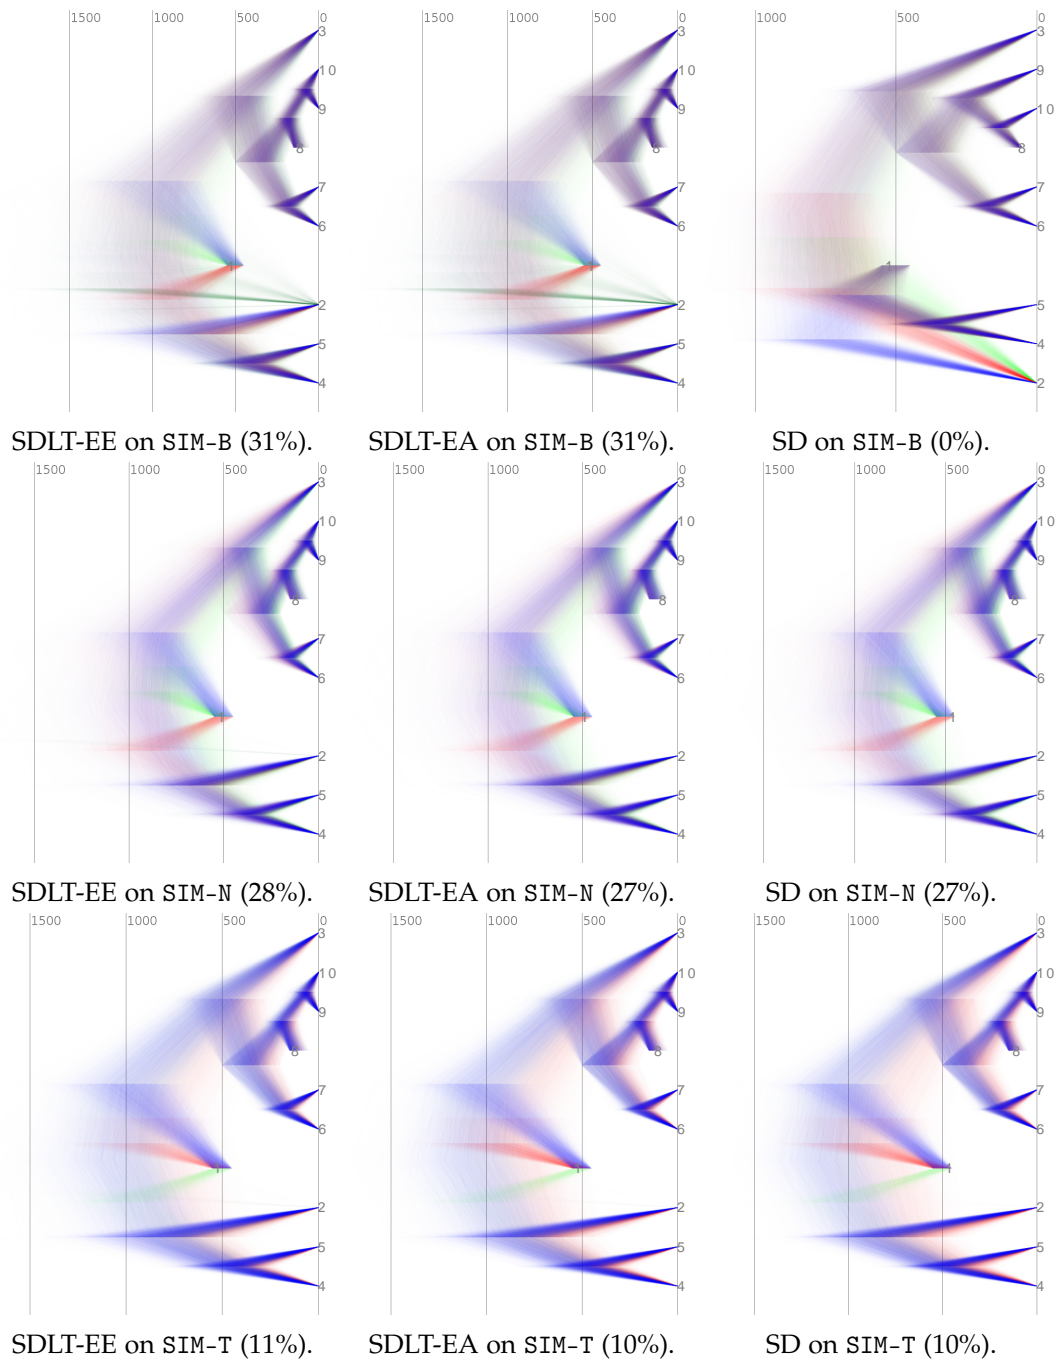 1500 1000 500 0 1500 1000 500 0 1000 500 0
3 3 3
10 10 9
9 9 10
8 8 8
7 7 7
6 6 6
1 1 1
2 2 5
5 5 4
4 4 2
SDLT-EE on SIM-B (31%). SDLT-EA on SIM-B (31%). SD on SIM-B (0%).
1500 1000 500 0 1500 1000 500 0 1500 1000 500 0
3 3 3
10 10 10
9 9 9
8 8 8
7 7 7
6 6 6
1 1 1
2 2 2
5 5 5
4 4 4
SDLT-EE on SIM-N (28%). SDLT-EA on SIM-N (27%). SD on SIM-N (27%).
1500 1000 500 0 1500 1000 500 0 1500 1000 500 0
3 3 3
10 10 10
9 9 9
8 8 8
7 7 7
6 6 6
1 1 1
2 2 2
5 5 5
4 4 4
SDLT-EE on SIM-T (11%). SDLT-EA on SIM-T (10%). SD on SIM-T (10%).